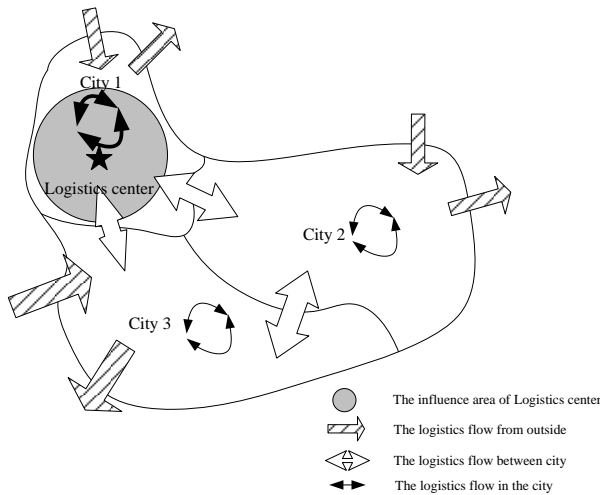 City 1
Logistics center
City 2
City 3
The influence area of Logistics center
The logistics flow from outside
The logistics flow between city
The logistics flow in the city